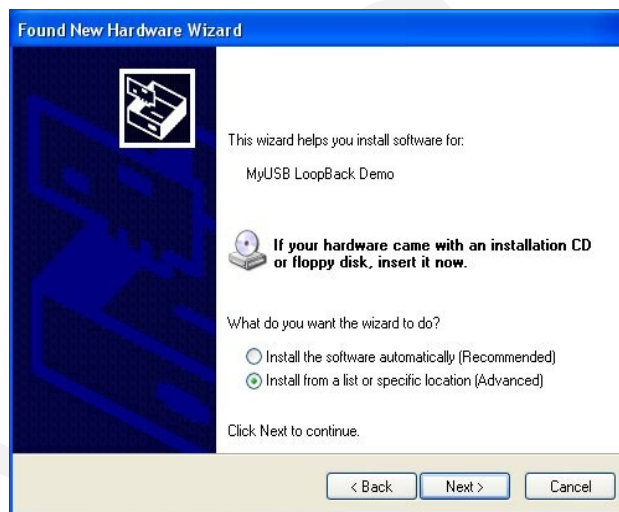 Found New Hardware Wizard
This wizard helps you install software for:
MyUSB LoopBack Demo
If your hardware came with an installation CD
or floppy disk, insert it now.
What do you want the wizard to do?
Install the software automatically (Recommended)
Install from a list or specific location (Advanced)
Click Next to continue.
< Back Next > Cancel